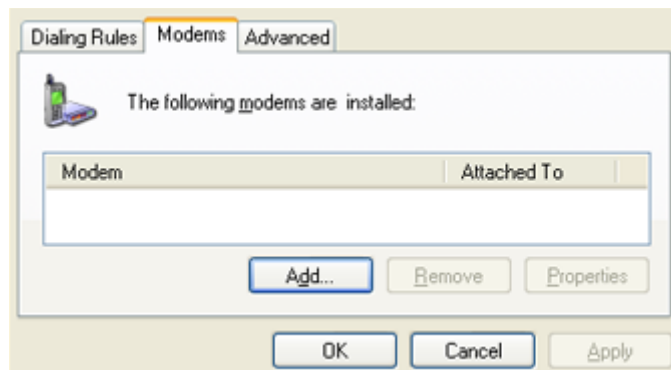 Dialing Rules Modems Advanced
The following modems are installed:
Modem Attached To
Add... Remove Properties
OK Cancel Apply